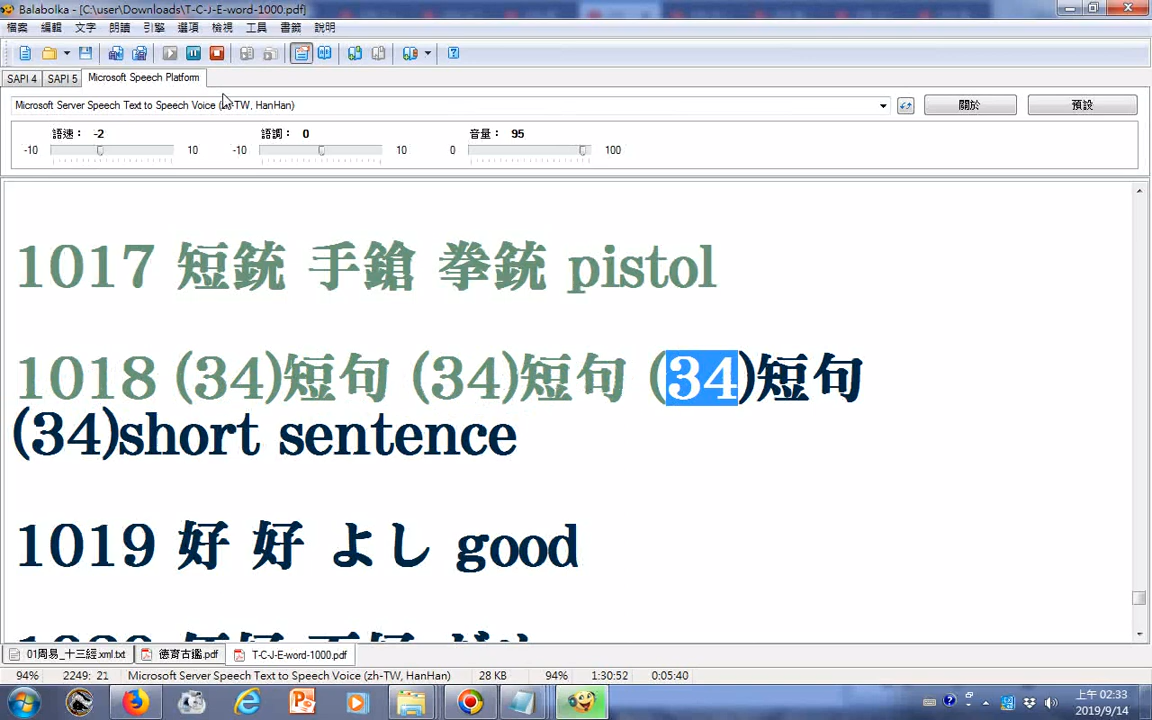 Balabolka - [C:\user\Downloads\T-C-J-E-word-1000.pdf]
檔案 編輯 文字 朗讀 引擎 選項 檢視 工具 書籤 說明
SAPI 4 SAPI 5 Microsoft Speech Platform
Microsoft Server Speech Text to Speech Voice (zh-TW, HanHan) 關於 預設
語速： -2 語調： 0 音量： 95
-10 10 -10 10 0 100
1017 短銃 手鎗 拳銃 pistol
1018 (34)短句 (34)短句 (34)短句
(34)short sentence
1019 好 好 よし good
01周易_十三經.xml.txt 德育古鑑.pdf T-C-J-E-word-1000.pdf
94% 2249: 21 Microsoft Server Speech Text to Speech Voice (zh-TW, HanHan) 28 KB 94% 1:30:52 0:05:40
上午 02:33
2019/9/14